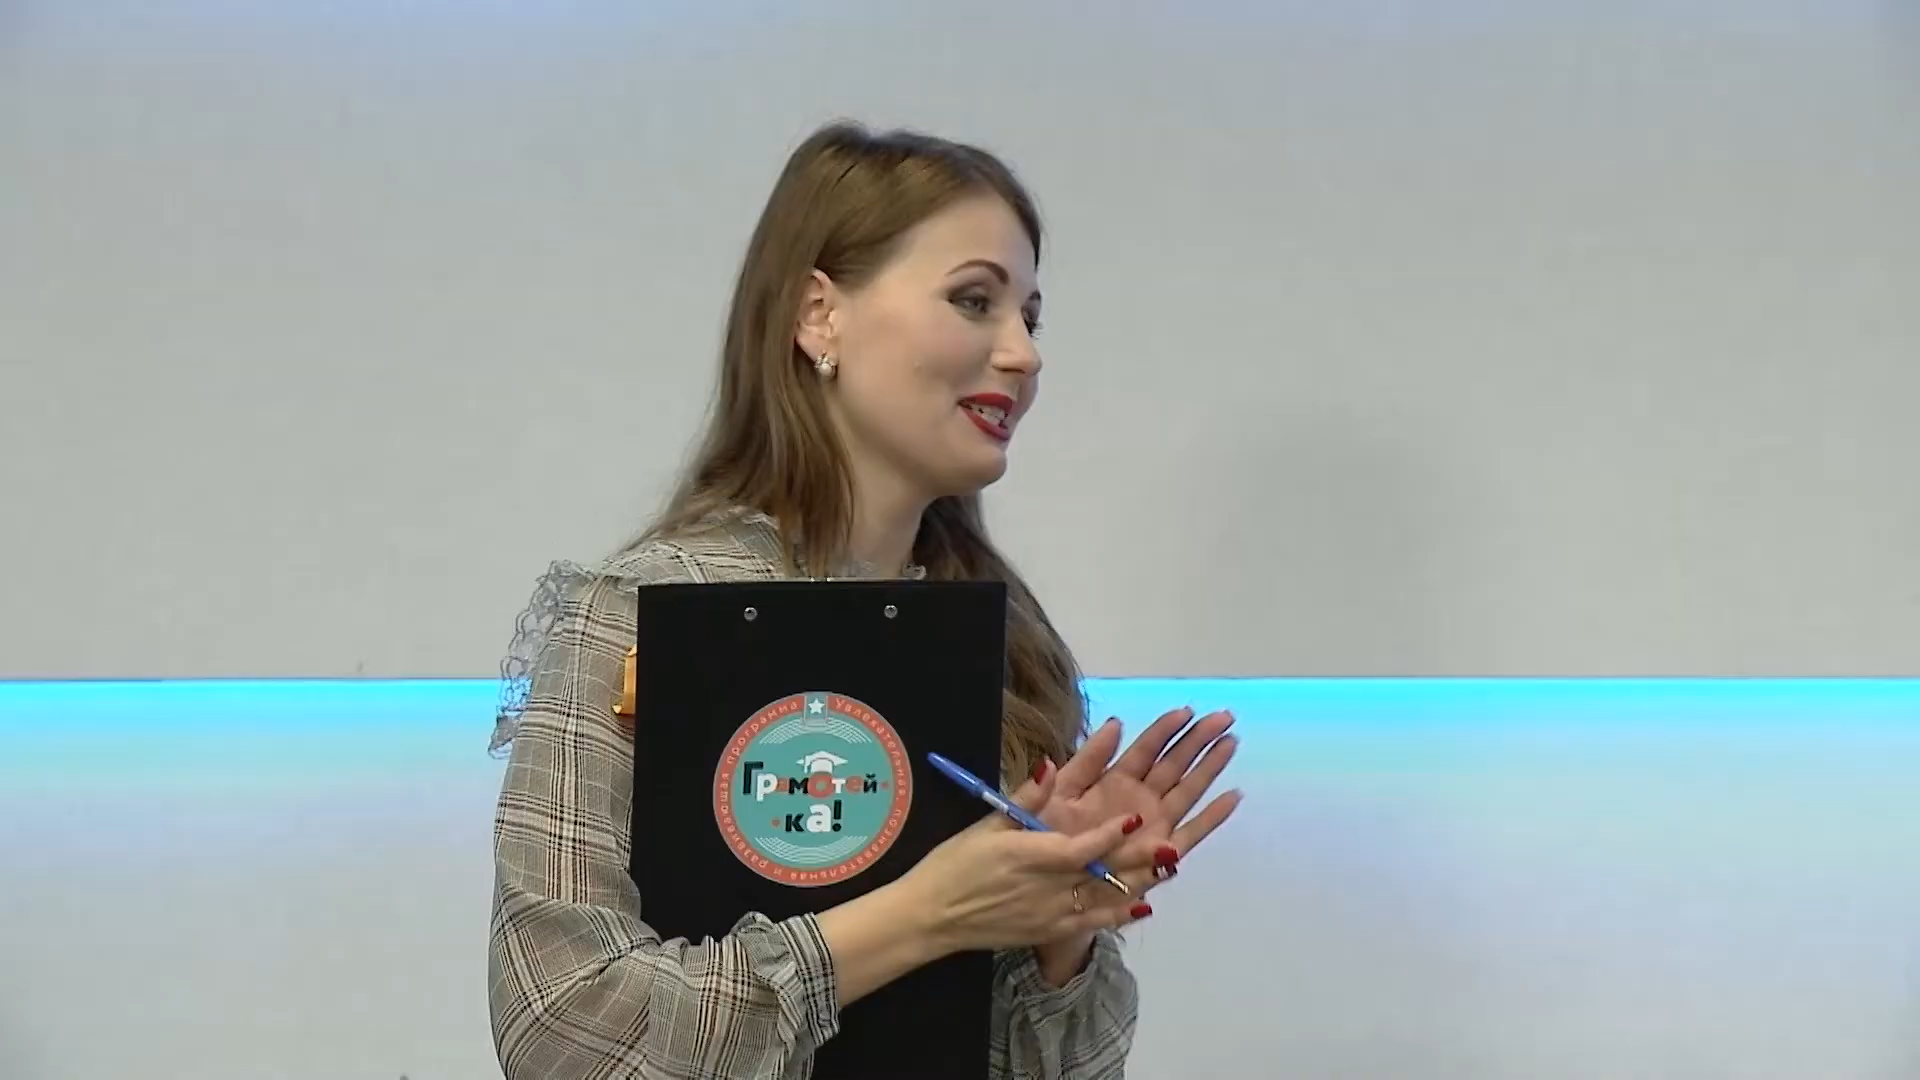 Увлекательная, познавательная и развивающая программа
ГрамОтей-
-ка!